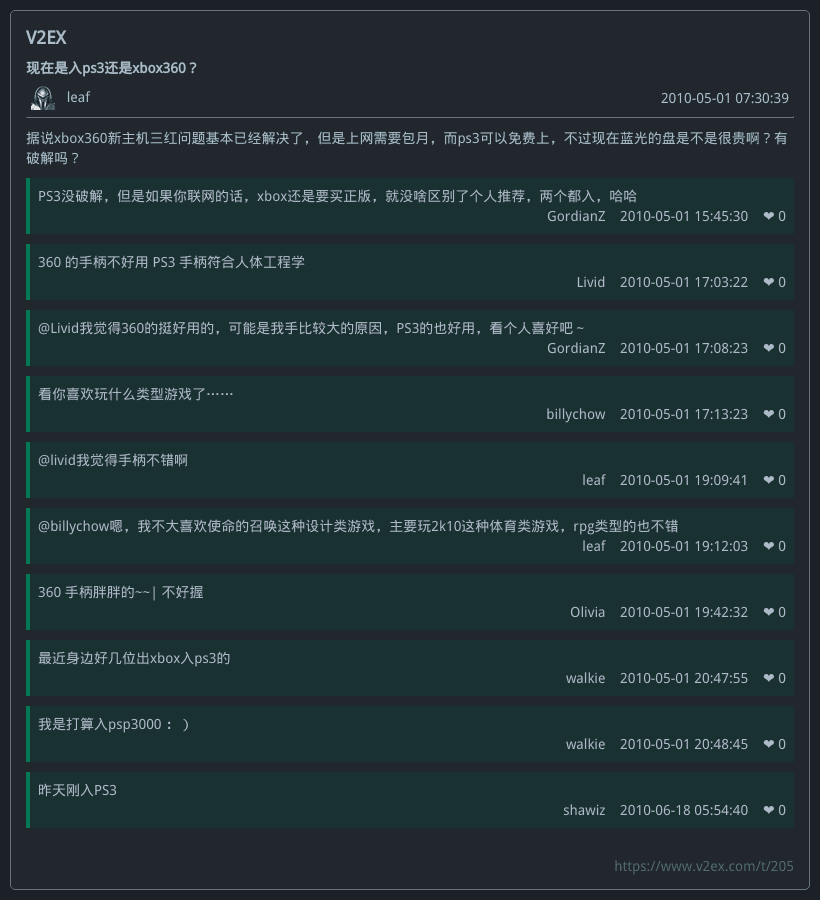 V2EX
现在是入ps3还是xbox360？
leaf
2010-05-01 07:30:39
据说xbox360新主机三红问题基本已经解决了，但是上网需要包月，而ps3可以免费上，不过现在蓝光的盘是不是很贵啊？有
破解吗？
PS3没破解，但是如果你联网的话，xbox还是要买正版，就没啥区别了个人推荐，两个都入，哈哈
GordianZ 2010-05-01 15:45:30 ❤ 0
360 的手柄不好用 PS3 手柄符合人体工程学
Livid 2010-05-01 17:03:22 ❤ 0
@Livid我觉得360的挺好用的，可能是我手比较大的原因，PS3的也好用，看个人喜好吧～
GordianZ 2010-05-01 17:08:23 ❤ 0
看你喜欢玩什么类型游戏了……
billychow 2010-05-01 17:13:23 ❤ 0
@livid我觉得手柄不错啊
leaf 2010-05-01 19:09:41 ❤ 0
@billychow嗯，我不大喜欢使命的召唤这种设计类游戏，主要玩2k10这种体育类游戏，rpg类型的也不错
leaf 2010-05-01 19:12:03 ❤ 0
360 手柄胖胖的~~| 不好握
Olivia 2010-05-01 19:42:32 ❤ 0
最近身边好几位出xbox入ps3的
walkie 2010-05-01 20:47:55 ❤ 0
我是打算入psp3000：）
walkie 2010-05-01 20:48:45 ❤ 0
昨天刚入PS3
shawiz 2010-06-18 05:54:40 ❤ 0
https://www.v2ex.com/t/205